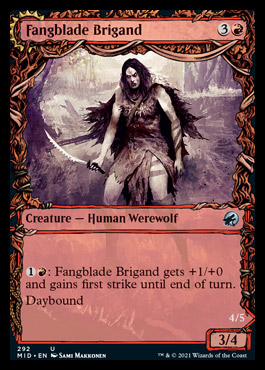 Fangblade Brigand 3
Creature — Human Werewolf
1: Fangblade Brigand gets +1/+0
and gains first strike until end of turn.
Daybound
4/5
3/4
292 U
MID • EN Sami Makkonen
™ & © 2021 Wizards of the Coast